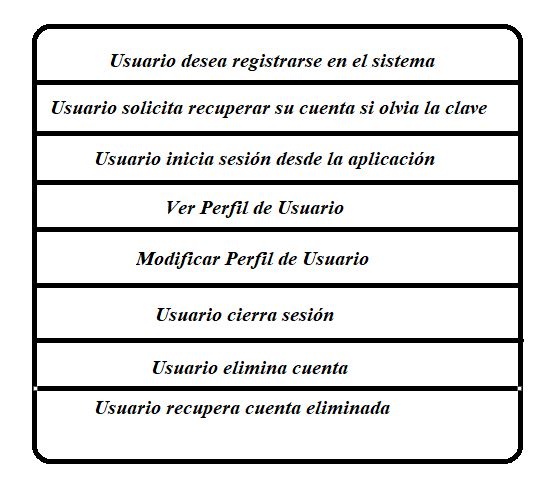 Usuario desea registrarse en el sistema
Usuario solicita recuperar su cuenta si olvia la clave
Usuario inicia sesión desde la aplicación
Ver Perfil de Usuario
Modificar Perfil de Usuario
Usuario cierra sesión
Usuario elimina cuenta
Usuario recupera cuenta eliminada